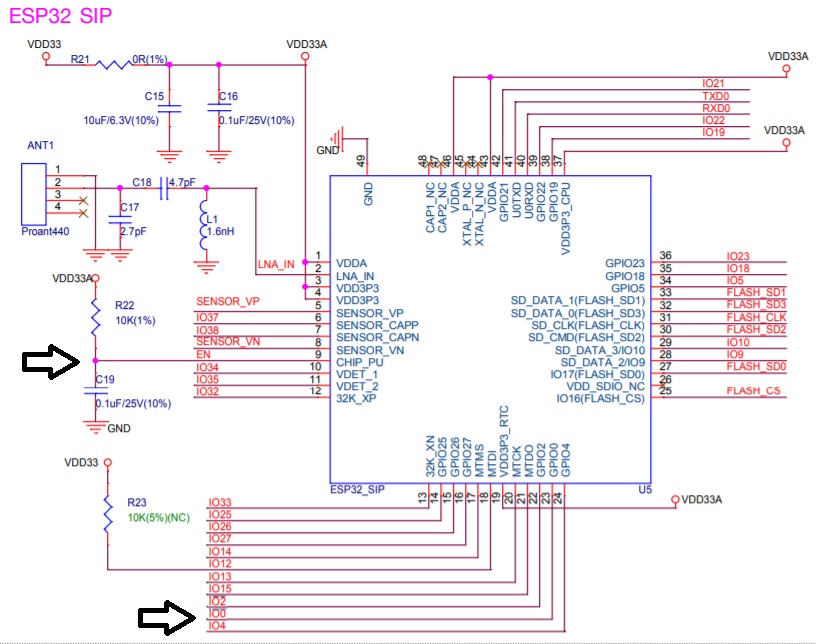 ESP32 SIP
VDD33
R21
0R(1%)
VDD33A
C15
10uF/6.3V(10%)
C16
0.1uF/25V(10%)
ANT1
1
2
3
4
Proant440
C17
2.7pF
C18
4.7pF
L1
1.6nH
LNA_IN
VDD33A
R22
10K(1%)
C19
0.1uF/25V(10%)
GND
SENSOR_VP
IO37
IO38
SENSOR_VN
EN
IO34
IO35
IO32
VDD33
R23
10K(5%)(NC)
IO33
IO25
IO26
IO27
IO14
IO12
IO13
IO15
IO2
IO0
IO4
GND
49
GND
48
47
46
45
44
43
42
41
40
39
38
37
CAP1_NC
CAP2_NC
VDDA
XTAL_P_NC
XTAL_N_NC
VDDA
GPIO21
U0TXD
U0RXD
GPIO22
GPIO19
VDD3P3_CPU
VDD33A
IO21
TXD0
RXD0
IO22
IO19
VDD33A
1 VDDA
2 LNA_IN
3 VDD3P3
4 VDD3P3
5 SENSOR_VP
6 SENSOR_CAPP
7 SENSOR_CAPN
8 SENSOR_VN
9 CHIP_PU
10 VDET_1
11 VDET_2
12 32K_XP
GPIO23 36 IO23
GPIO18 35 IO18
GPIO5 34 IO5
SD_DATA_1(FLASH_SD1) 33 FLASH_SD1
SD_DATA_0(FLASH_SD3) 32 FLASH_SD3
SD_CLK(FLASH_CLK) 31 FLASH_CLK
SD_CMD(FLASH_SD2) 30 FLASH_SD2
SD_DATA_3/IO10 29 IO10
SD_DATA_2/IO9 28 IO9
IO17(FLASH_SD0) 27 FLASH_SD0
VDD_SDIO_NC 26
IO16(FLASH_CS) 25 FLASH_CS
32K_XN
GPIO25
GPIO26
GPIO27
MTMS
MTDI
VDD3P3_RTC
MTCK
MTDO
GPIO2
GPIO0
GPIO4
ESP32_SIP
U5
13
14
15
16
17
18
19
20
21
22
23
24
VDD33A